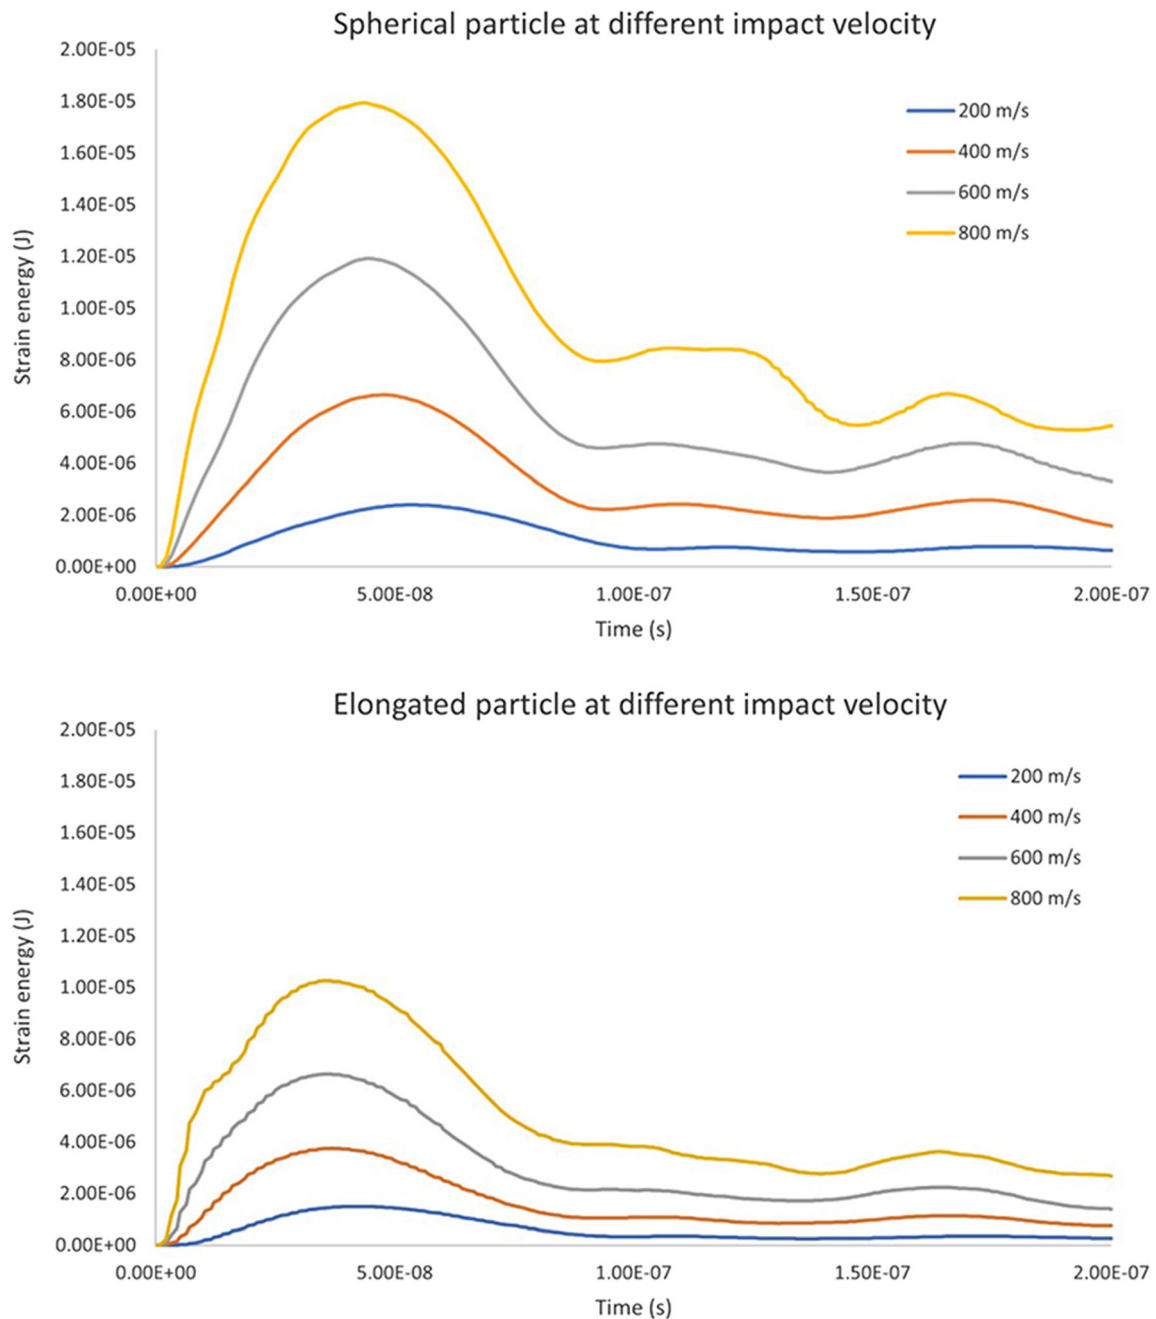 Spherical particle at different impact velocity
2.00E-05
1.80E-05
1.60E-05
1.40E-05
1.20E-05
1.00E-05
8.00E-06
6.00E-06
4.00E-06
2.00E-06
0.00E+00
Strain energy (J)
200 m/s
400 m/s
600 m/s
800 m/s
0.00E+00 5.00E-08 1.00E-07 1.50E-07 2.00E-07
Time (s)
Elongated particle at different impact velocity
2.00E-05
1.80E-05
1.60E-05
1.40E-05
1.20E-05
1.00E-05
8.00E-06
6.00E-06
4.00E-06
2.00E-06
0.00E+00
Strain energy (J)
200 m/s
400 m/s
600 m/s
800 m/s
0.00E+00 5.00E-08 1.00E-07 1.50E-07 2.00E-07
Time (s)